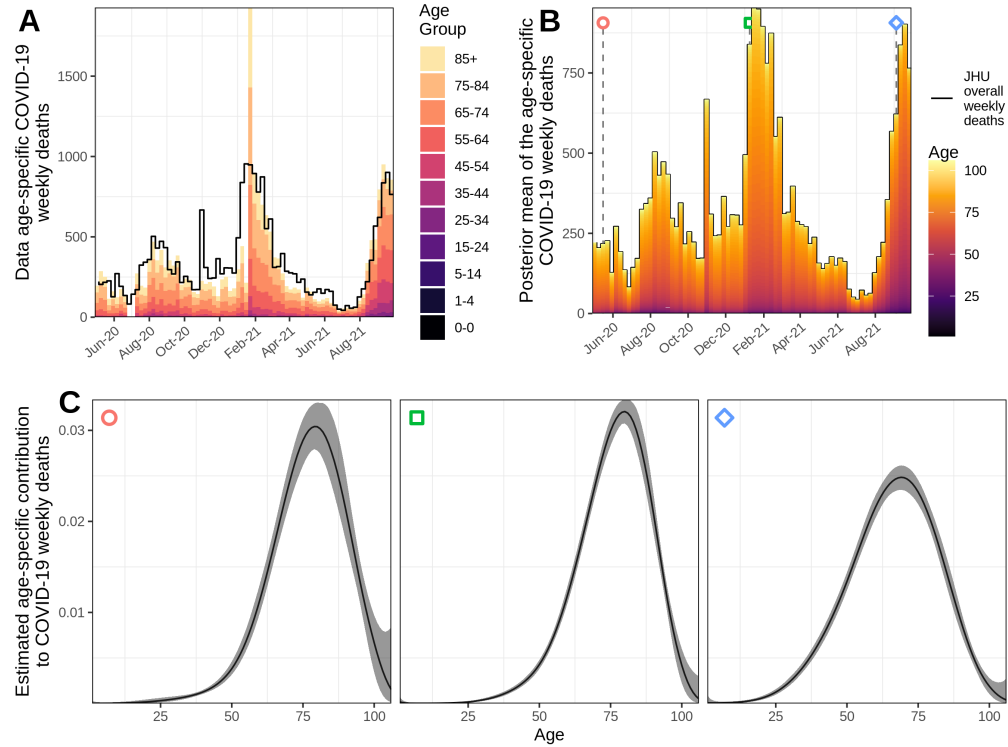 A
Data age-specific COVID-19
weekly deaths
1500
1000
500
0
Jun-20
Aug-20
Oct-20
Dec-20
Feb-21
Apr-21
Jun-21
Aug-21
Age
Group
85+
75-84
65-74
55-64
45-54
35-44
25-34
15-24
5-14
1-4
0-0
B
Posterior mean of the age-specific
COVID-19 weekly deaths
750
500
250
0
Jun-20
Aug-20
Oct-20
Dec-20
Feb-21
Apr-21
Jun-21
Aug-21
JHU
overall
weekly
deaths
Age
100
75
50
25
C
Estimated age-specific contribution
to COVID-19 weekly deaths
0.03
0.02
0.01
25 50 75 100
25 50 75 100
25 50 75 100
Age